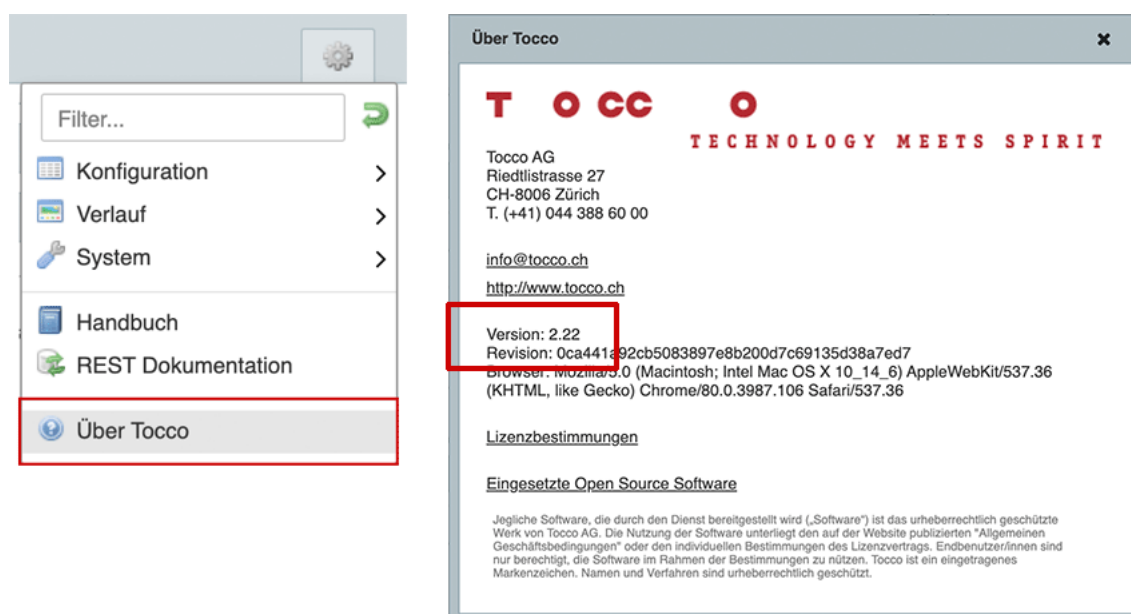 Filter...
Konfiguration
Verlauf
System
Handbuch
REST Dokumentation
Über Tocco
Über Tocco
T O CC O
TECHNOLOGY MEETS SPIRIT
Tocco AG
Riedtlistrasse 27
CH-8006 Zürich
T. (+41) 044 388 60 00
info@tocco.ch
http://www.tocco.ch
Version: 2.22
Revision: 0ca441a92cb5083897e8b200d7c69135d38a7ed7
Browser: Mozilla/5.0 (Macintosh; Intel Mac OS X 10_14_6) AppleWebKit/537.36
(KHTML, like Gecko) Chrome/80.0.3987.106 Safari/537.36
Lizenzbestimmungen
Eingesetzte Open Source Software
Jegliche Software, die durch den Dienst bereitgestellt wird („Software") ist das urheberrechtlich geschützte
Werk von Tocco AG. Die Nutzung der Software unterliegt den auf der Website publizierten "Allgemeinen
Geschäftsbedingungen" oder den individuellen Bestimmungen des Lizenzvertrags. Endbenutzer/innen sind
nur berechtigt, die Software im Rahmen der Bestimmungen zu nützen. Tocco ist ein eingetragenes
Markenzeichen. Namen und Verfahren sind urheberrechtlich geschützt.